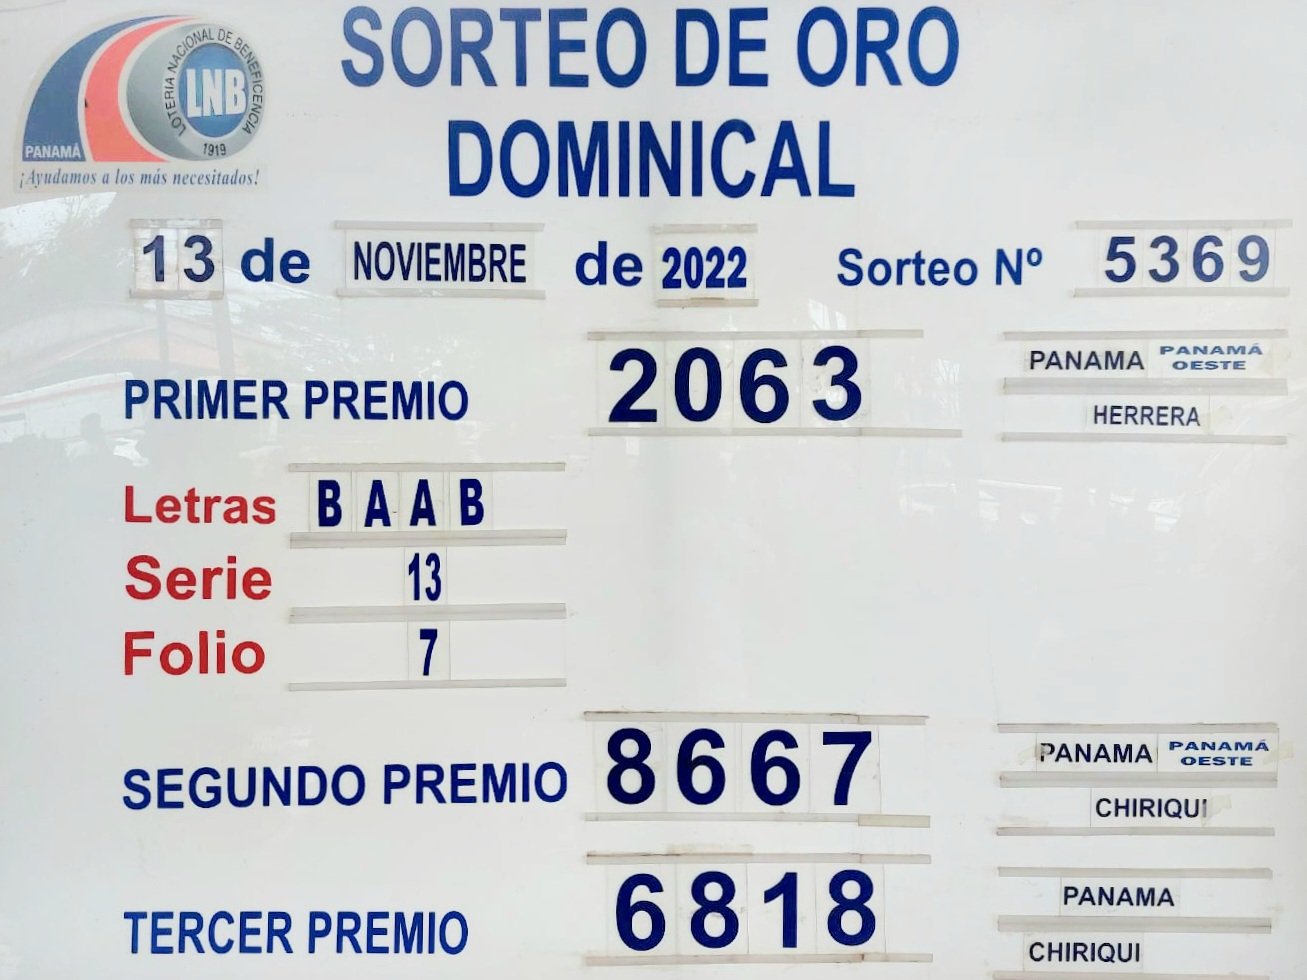 SORTEO DE ORO
DOMINICAL
LOTERIA NACIONAL DE BENEFICENCIA
LNB
1919
PANAMÁ
¡Ayudamos a los más necesitados!
13 de NOVIEMBRE de 2022 Sorteo Nº 5369
PRIMER PREMIO 2063 PANAMA PANAMÁ OESTE
HERRERA
Letras BAAB
Serie 13
Folio 7
SEGUNDO PREMIO 8667 PANAMA PANAMÁ OESTE
CHIRIQUI
TERCER PREMIO 6818 PANAMA
CHIRIQUI